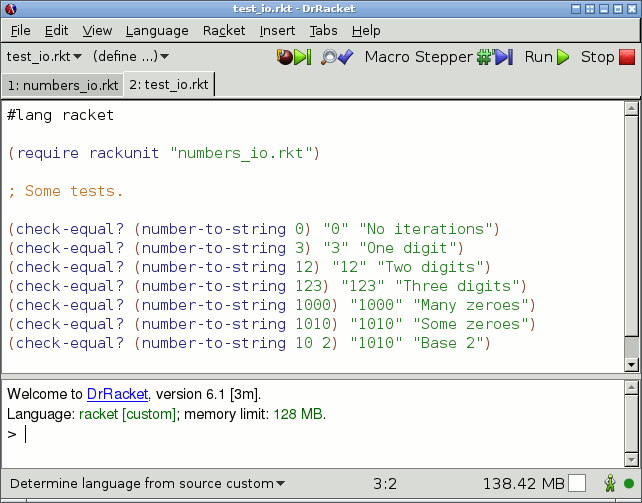 test_io.rkt - DrRacket
File Edit View Language Racket Insert Tabs Help
test_io.rkt (define ...) Macro Stepper Run Stop
1: numbers_io.rkt 2: test_io.rkt
#lang racket
(require rackunit "numbers_io.rkt")
; Some tests.
(check-equal? (number-to-string 0) "0" "No iterations")
(check-equal? (number-to-string 3) "3" "One digit")
(check-equal? (number-to-string 12) "12" "Two digits")
(check-equal? (number-to-string 123) "123" "Three digits")
(check-equal? (number-to-string 1000) "1000" "Many zeroes")
(check-equal? (number-to-string 1010) "1010" "Some zeroes")
(check-equal? (number-to-string 10 2) "1010" "Base 2")
Welcome to DrRacket, version 6.1 [3m].
Language: racket [custom]; memory limit: 128 MB.
>
Determine language from source custom 3:2 138.42 MB